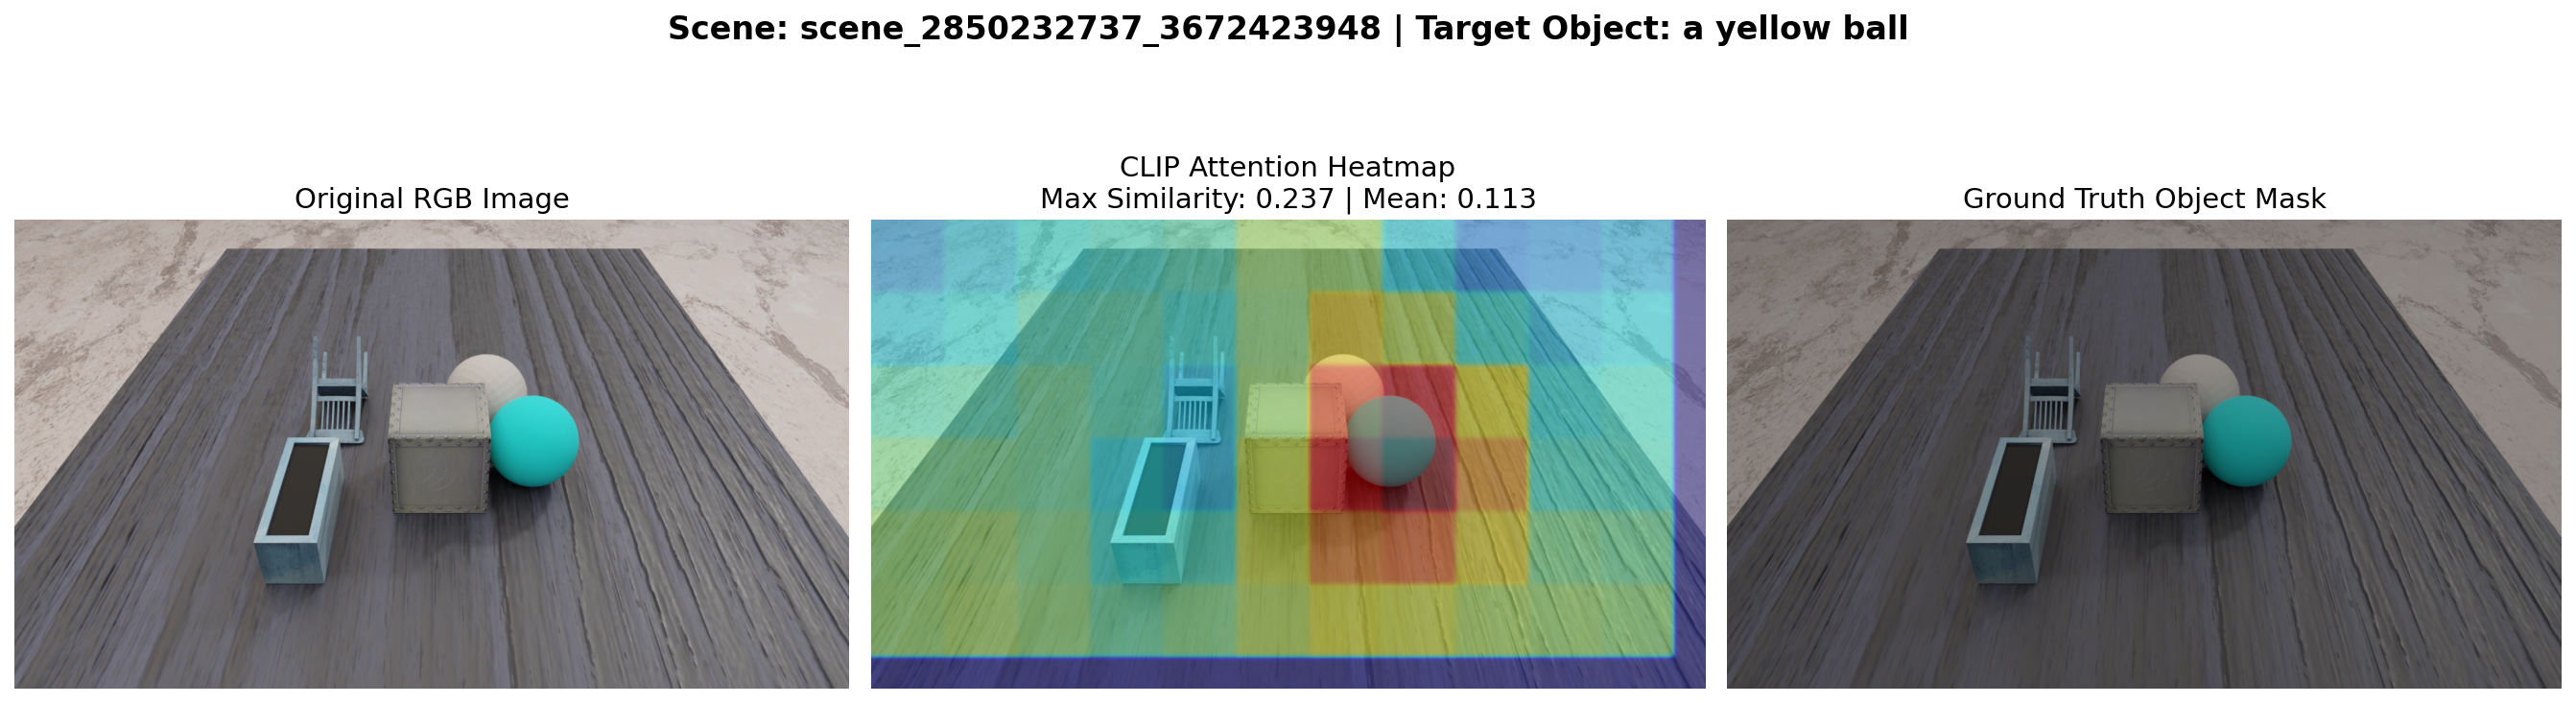 Scene: scene_2850232737_3672423948 | Target Object: a yellow ball
Original RGB Image
CLIP Attention Heatmap
Max Similarity: 0.237 | Mean: 0.113
Ground Truth Object Mask